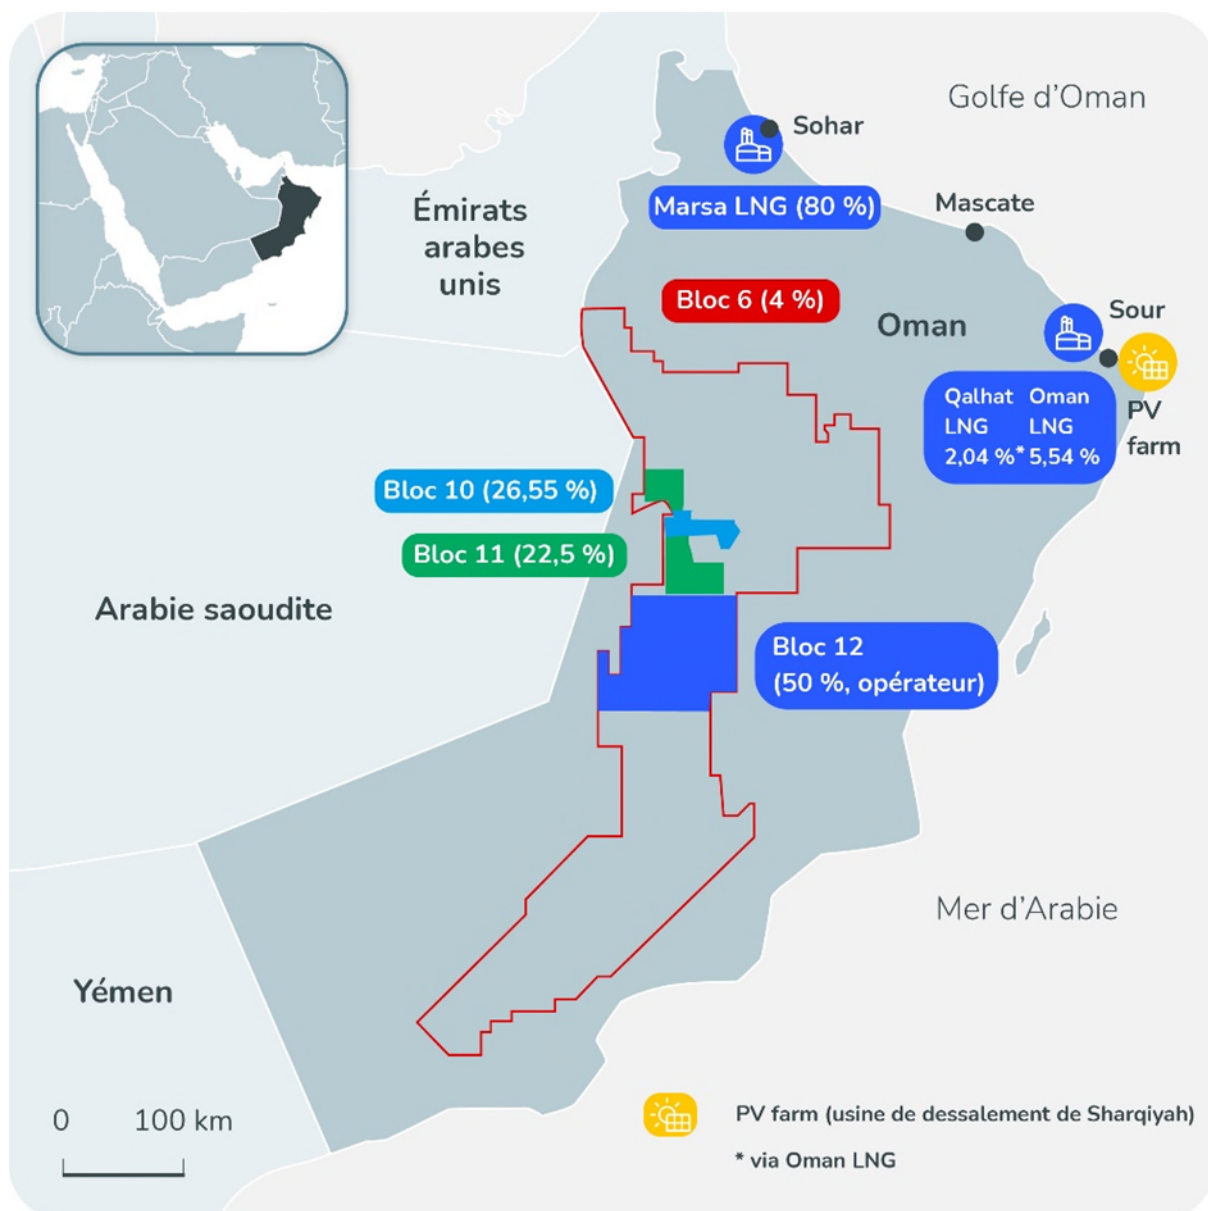 Golfe d’Oman
Sohar
Marsa LNG (80 %)
Mascate
Émirats
arabes
unis
Bloc 6 (4 %)
Oman
Sour
Qalhat
LNG
2,04 %*
Oman
LNG
5,54 %
PV
farm
Bloc 10 (26,55 %)
Bloc 11 (22,5 %)
Arabie saoudite
Bloc 12
(50 %, opérateur)
Mer d’Arabie
Yémen
0 100 km
PV farm (usine de dessalement de Sharqiyah)
* via Oman LNG